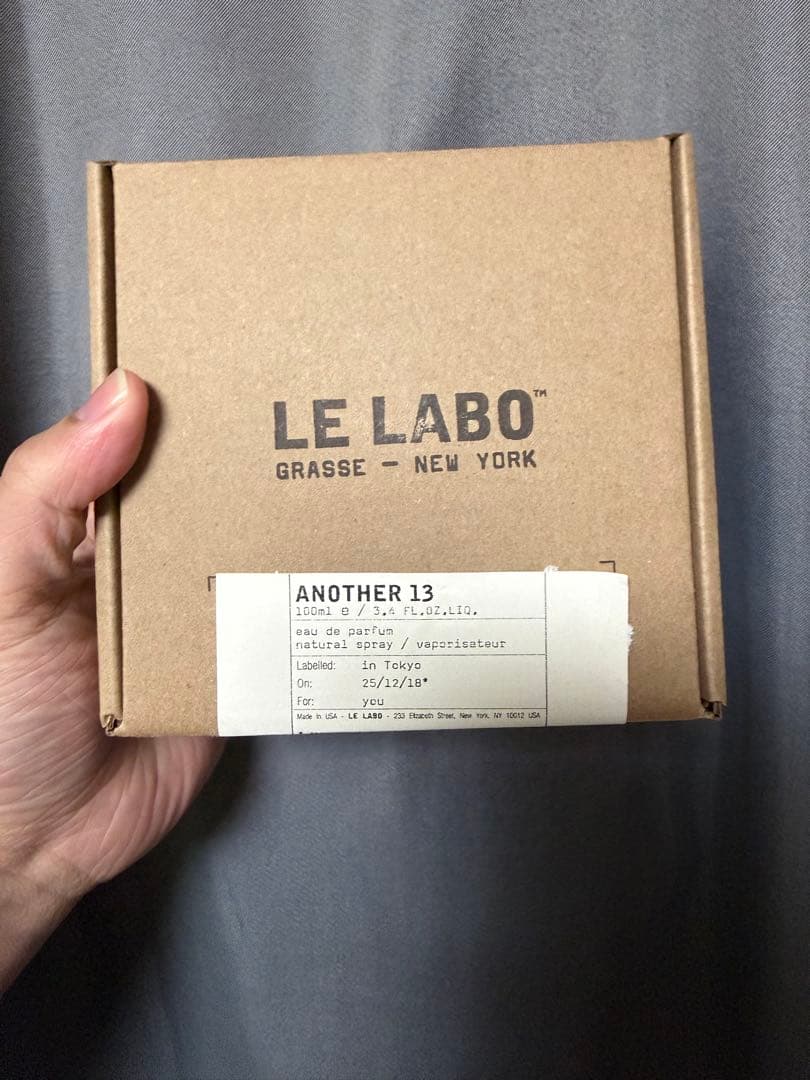 LE LABO™
GRASSE – NEW YORK
ANOTHER 13
100ml e / 3.4 FL.OZ.LIQ.
eau de parfum
natural spray / vaporisateur
Labelled: in Tokyo
On: 25/12/18*
For: you
Made in USA - LE LABO - 233 Elizabeth Street, New York, NY 10012 USA